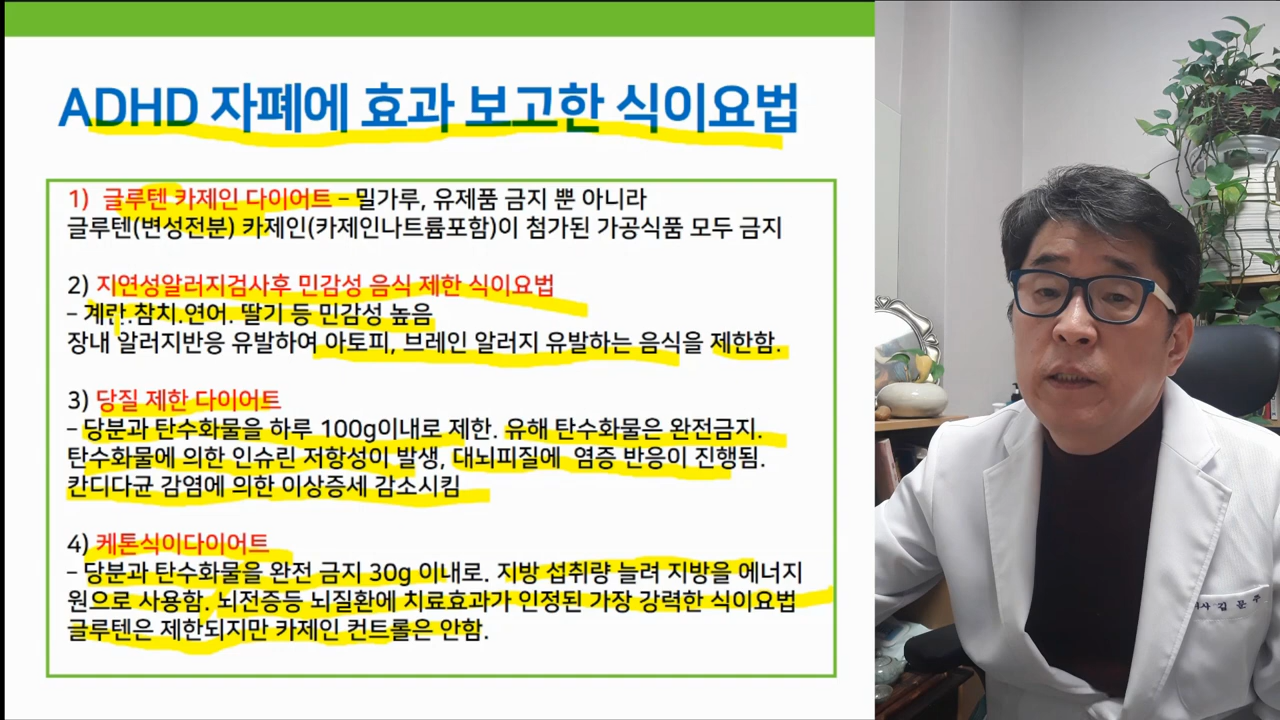 ADHD 자폐에 효과 보고한 식이요법
1) 글루텐 카제인 다이어트 – 밀가루, 유제품 금지 뿐 아니라
글루텐(변성전분) 카제인(카제인나트륨포함)이 첨가된 가공식품 모두 금지
2) 지연성알러지검사후 민감성 음식 제한 식이요법
– 계란.참치.연어. 딸기 등 민감성 높음
장내 알러지반응 유발하여 아토피, 브레인 알러지 유발하는 음식을 제한함.
3) 당질 제한 다이어트
– 당분과 탄수화물을 하루 100g이내로 제한. 유해 탄수화물은 완전금지.
탄수화물에 의한 인슈린 저항성이 발생, 대뇌피질에 염증 반응이 진행됨.
칸디다균 감염에 의한 이상증세 감소시킴
4) 케톤식이다이어트
– 당분과 탄수화물을 완전 금지 30g 이내로. 지방 섭취량 늘려 지방을 에너지
원으로 사용함. 뇌전증등 뇌질환에 치료효과가 인정된 가장 강력한 식이요법
글루텐은 제한되지만 카제인 컨트롤은 안함.
김문주